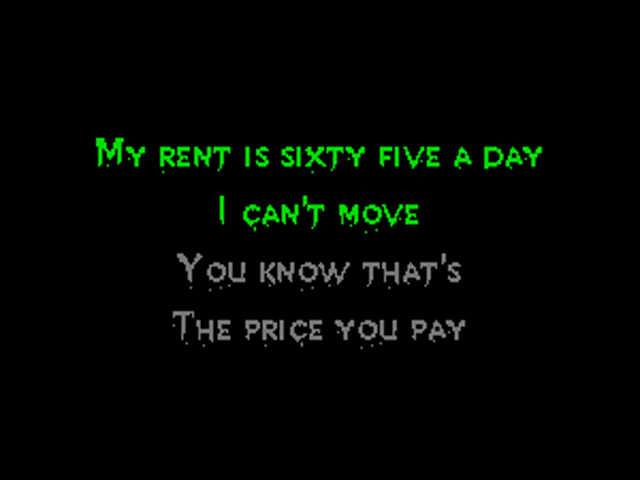 My rent is sixty five a day
I can't move
You know that's
The price you pay